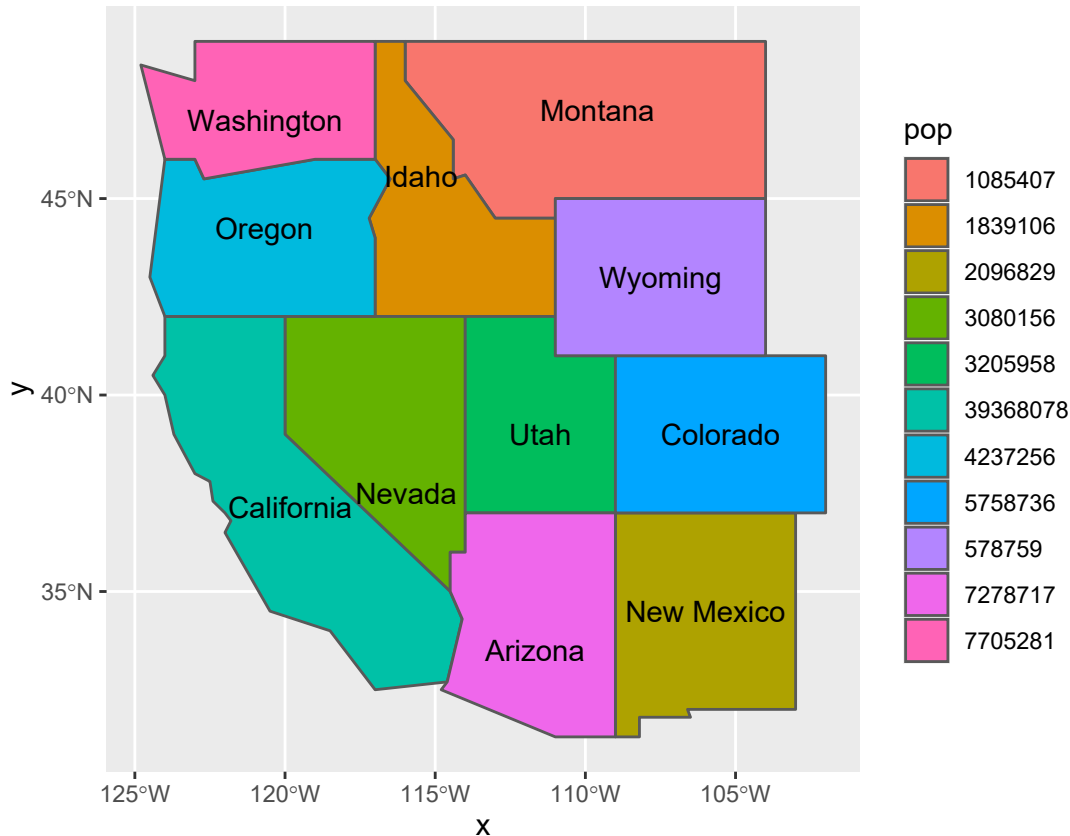 Washington
Montana
Idaho
Oregon
Wyoming
Utah
Colorado
Nevada
California
New Mexico
Arizona
45°N
40°N
35°N
y
125°W
120°W
115°W
110°W
105°W
x
pop
1085407
1839106
2096829
3080156
3205958
39368078
4237256
5758736
578759
7278717
7705281